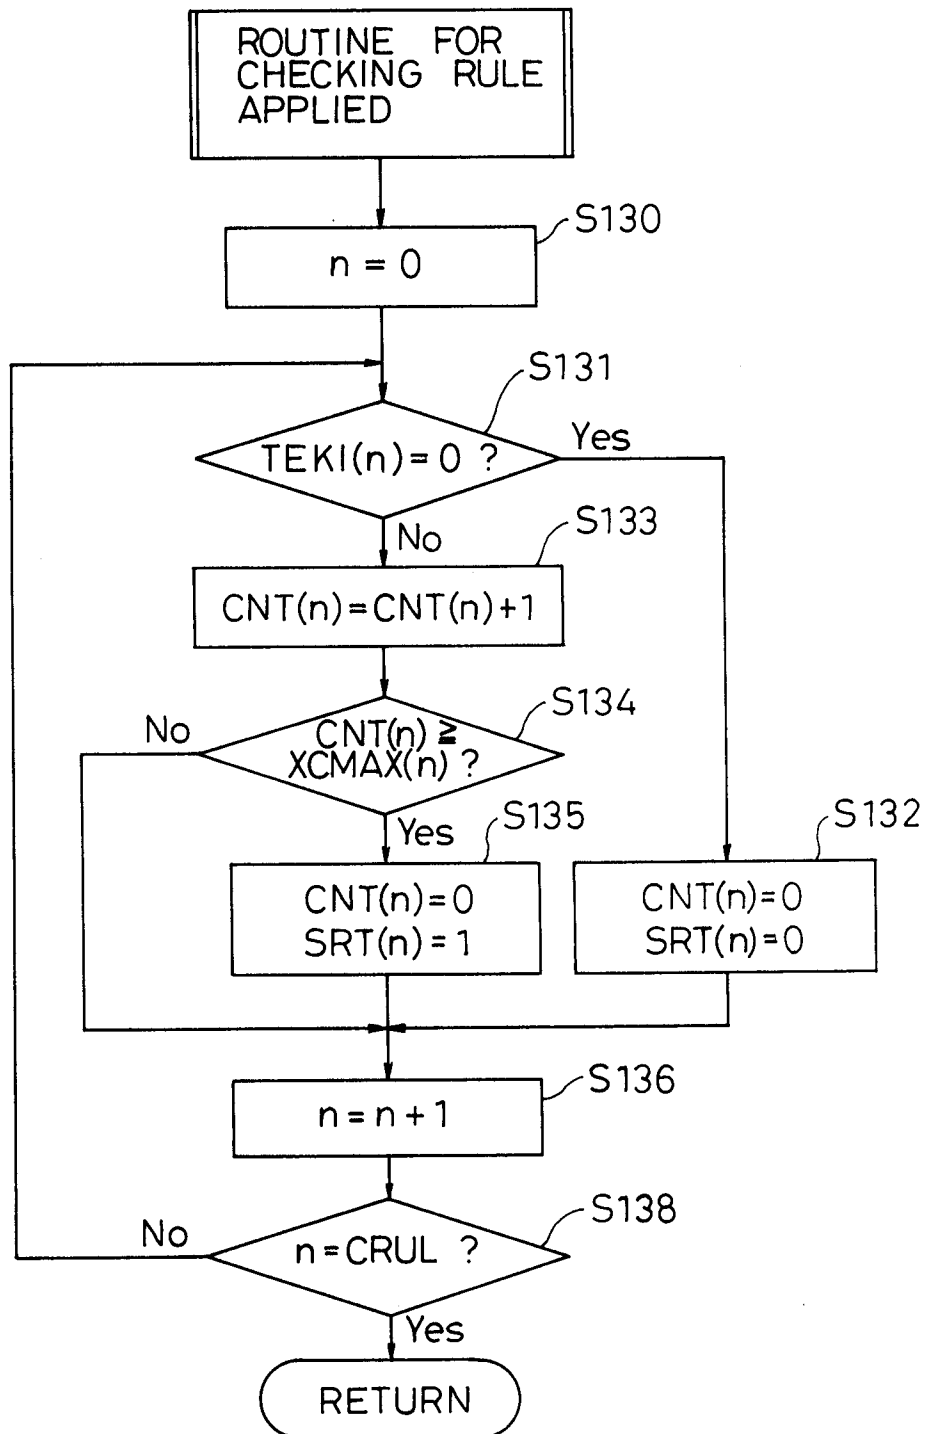 ROUTINE FOR
CHECKING RULE
APPLIED
S130
n = 0
S131
TEKI(n)=0 ?
Yes
No
S133
CNT(n)=CNT(n)+1
S134
No
CNT(n) ≧
XCMAX(n) ?
Yes
S135
CNT(n)=0
SRT(n)=1
S132
CNT(n)=0
SRT(n)=0
S136
n=n+1
S138
No
n=CRUL ?
Yes
RETURN